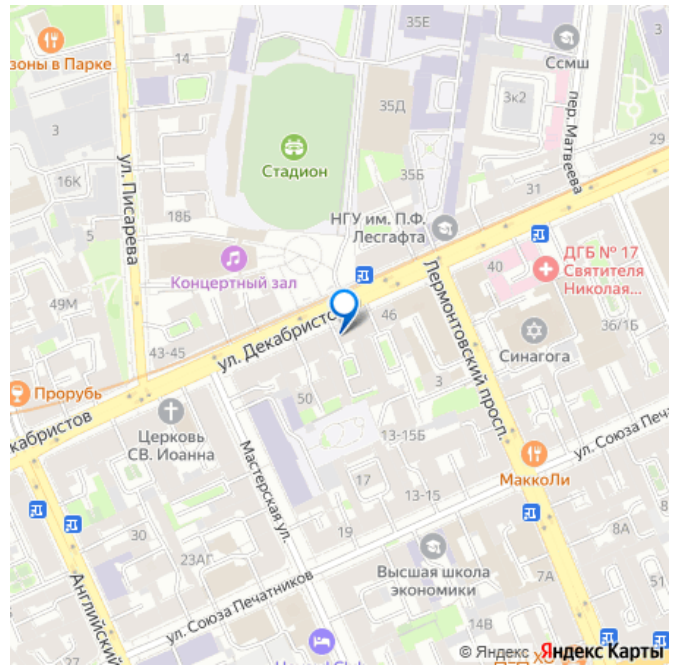 35Е
Ссмш
3
14
зоны в Парке
3к2
35Д
пер. Матвеева
3
Стадион
29
ул. Писарева
16К
35Б
31
18Б
НГУ им. П.Ф.
Лесгафта
5
ДГБ № 17
Святителя
Николая...
40
Концертный зал
Лермонтовский просп.
49М
46
36/1Б
ул. Декабристов
43-45
Синагога
Прорубь
3
50
кабристов
Церковь
СВ. Иоанна
13-15Б
ул. Союза Печат
Мастерская ул.
МаккоЛи
17
13-15
30
19
8А
23АГ
Высшая школа
экономики
7А
51
Английский
ул. Союза Печатников
14В
© Яндекс
Яндекс Карты